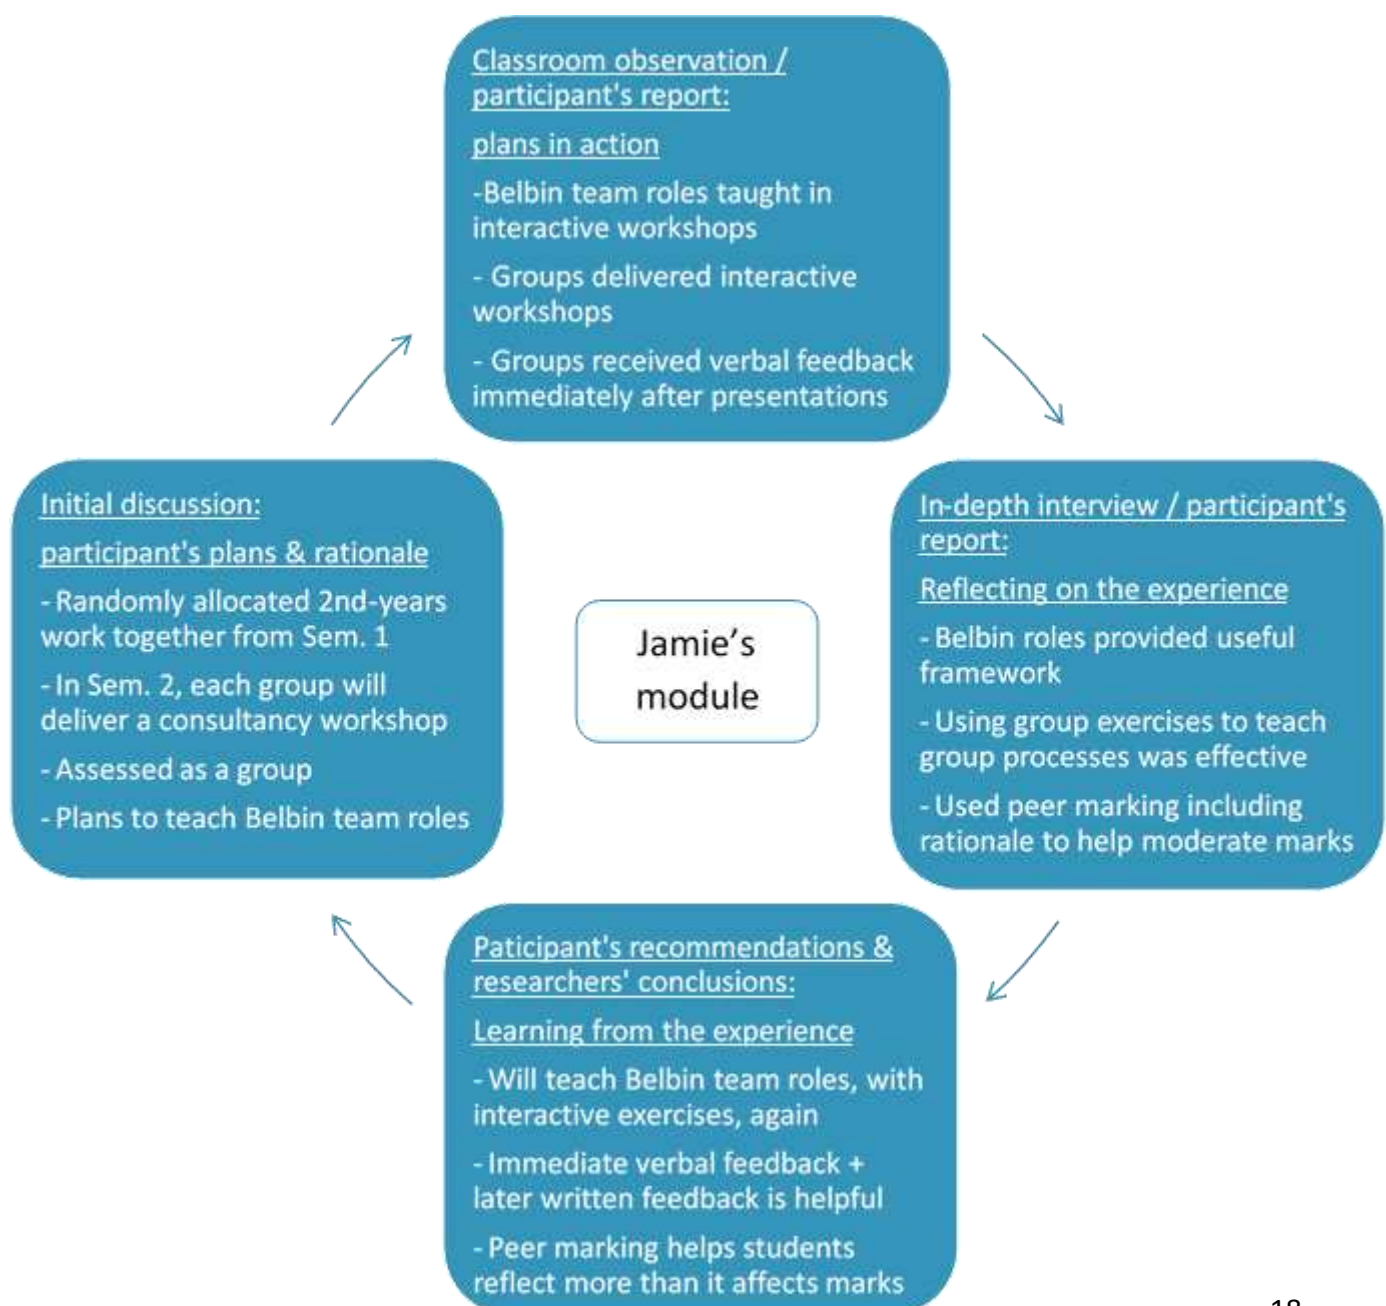 Classroom observation /
participant's report:
plans in action
-Belbin team roles taught in
interactive workshops
- Groups delivered interactive
workshops
- Groups received verbal feedback
immediately after presentations
Initial discussion:
participant's plans & rationale
- Randomly allocated 2nd-years
work together from Sem. 1
- In Sem. 2, each group will
deliver a consultancy workshop
- Assessed as a group
- Plans to teach Belbin team roles
Jamie’s
module
In-depth interview / participant's
report:
Reflecting on the experience
- Belbin roles provided useful
framework
- Using group exercises to teach
group processes was effective
- Used peer marking including
rationale to help moderate marks
Paticipant's recommendations &
researchers' conclusions:
Learning from the experience
- Will teach Belbin team roles, with
interactive exercises, again
- Immediate verbal feedback +
later written feedback is helpful
- Peer marking helps students
reflect more than it affects marks
18